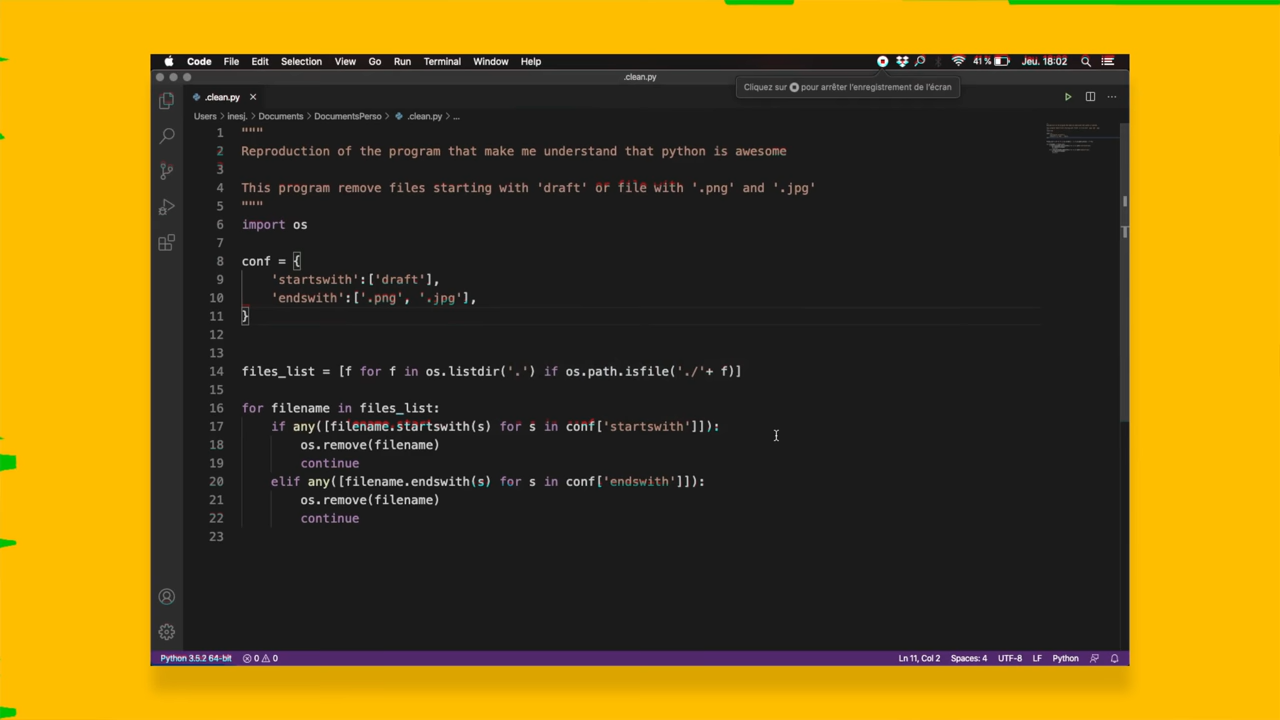 Code File Edit Selection View Go Run Terminal Window Help 41 % Jeu. 18:02
.clean.py
Cliquez sur pour arrêter l'enregistrement de l'écran
.clean.py
Users > inesj. > Documents > DocumentsPerso > .clean.py > ...
1 """
2 Reproduction of the program that make me understand that python is awesome
3
4 This program remove files starting with 'draft' or file with '.png' and '.jpg'
5 """
6 import os
7
8 conf = {
9 'startswith':['draft'],
10 'endswith':['.png', '.jpg'],
11 }
12
13
14 files_list = [f for f in os.listdir('.') if os.path.isfile('./'+ f)]
15
16 for filename in files_list:
17 if any([filename.startswith(s) for s in conf['startswith']]):
18 os.remove(filename)
19 continue
20 elif any([filename.endswith(s) for s in conf['endswith']]):
21 os.remove(filename)
22 continue
23
Python 3.5.2 64-bit 0 0 Ln 11, Col 2 Spaces: 4 UTF-8 LF Python